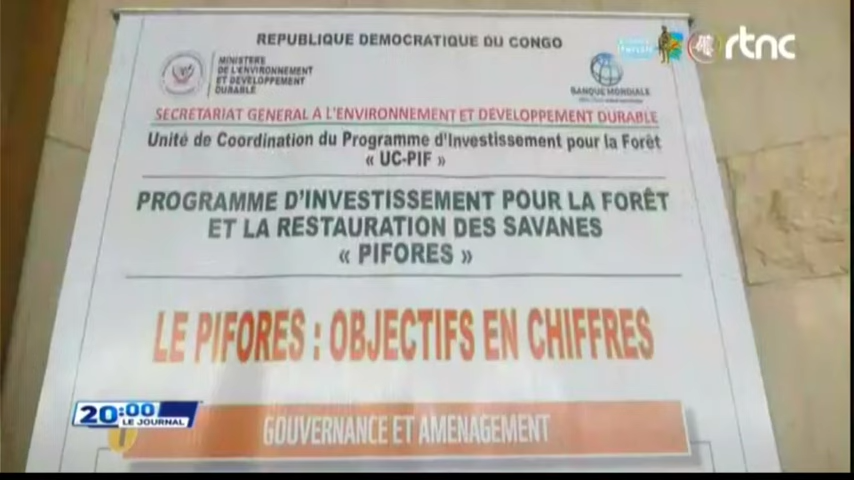 REPUBLIQUE DEMOCRATIQUE DU CONGO
MINISTERE
DE L'ENVIRONNEMENT
ET DEVELOPPEMENT
DURABLE
BANQUE MONDIALE
rtnc
SECRETARIAT GENERAL A L'ENVIRONNEMENT ET DEVELOPPEMENT DURABLE
Unité de Coordination du Programme d'Investissement pour la Forêt
« UC-PIF »
PROGRAMME D'INVESTISSEMENT POUR LA FORÊT
ET LA RESTAURATION DES SAVANES
« PIFORES »
LE PIFORES : OBJECTIFS EN CHIFFRES
20:00
LE JOURNAL
GOUVERNANCE ET AMENAGEMENT